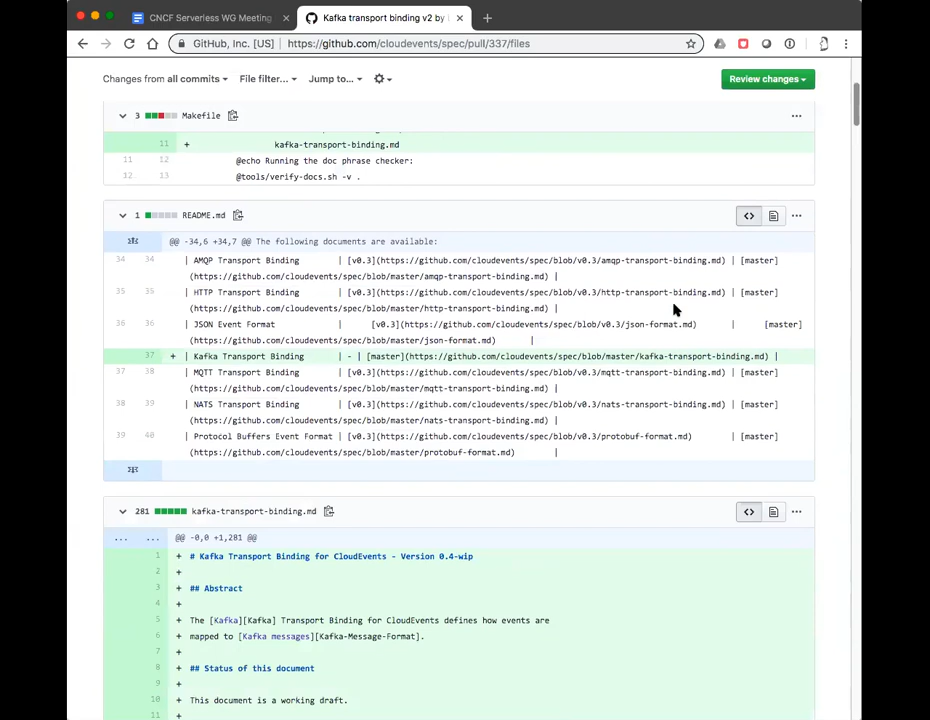 CNCF Serverless WG Meeting
Kafka transport binding v2 by
GitHub, Inc. [US] | https://github.com/cloudevents/spec/pull/337/files
Changes from all commits File filter... Jump to... Review changes
3 Makefile
11 + kafka-transport-binding.md
11 12 @echo Running the doc phrase checker:
12 13 @tools/verify-docs.sh -v .
1 README.md
@@ -34,6 +34,7 @@ The following documents are available:
34 34 | AMQP Transport Binding | [v0.3](https://github.com/cloudevents/spec/blob/v0.3/amqp-transport-binding.md) | [master]
(https://github.com/cloudevents/spec/blob/master/amqp-transport-binding.md) |
35 35 | HTTP Transport Binding | [v0.3](https://github.com/cloudevents/spec/blob/v0.3/http-transport-binding.md) | [master]
(https://github.com/cloudevents/spec/blob/master/http-transport-binding.md) |
36 36 | JSON Event Format | [v0.3](https://github.com/cloudevents/spec/blob/v0.3/json-format.md) | [master]
(https://github.com/cloudevents/spec/blob/master/json-format.md) |
37 + | Kafka Transport Binding | - | [master](https://github.com/cloudevents/spec/blob/master/kafka-transport-binding.md) |
37 38 | MQTT Transport Binding | [v0.3](https://github.com/cloudevents/spec/blob/v0.3/mqtt-transport-binding.md) | [master]
(https://github.com/cloudevents/spec/blob/master/mqtt-transport-binding.md) |
38 39 | NATS Transport Binding | [v0.3](https://github.com/cloudevents/spec/blob/v0.3/nats-transport-binding.md) | [master]
(https://github.com/cloudevents/spec/blob/master/nats-transport-binding.md) |
39 40 | Protocol Buffers Event Format | [v0.3](https://github.com/cloudevents/spec/blob/v0.3/protobuf-format.md) | [master]
(https://github.com/cloudevents/spec/blob/master/protobuf-format.md) |
281 kafka-transport-binding.md
... ... @@ -0,0 +1,281 @@
1 + # Kafka Transport Binding for CloudEvents - Version 0.4-wip
2 +
3 + ## Abstract
4 +
5 + The [Kafka][Kafka] Transport Binding for CloudEvents defines how events are
6 + mapped to [Kafka messages][Kafka-Message-Format].
7 +
8 + ## Status of this document
9 +
10 + This document is a working draft.
11 +